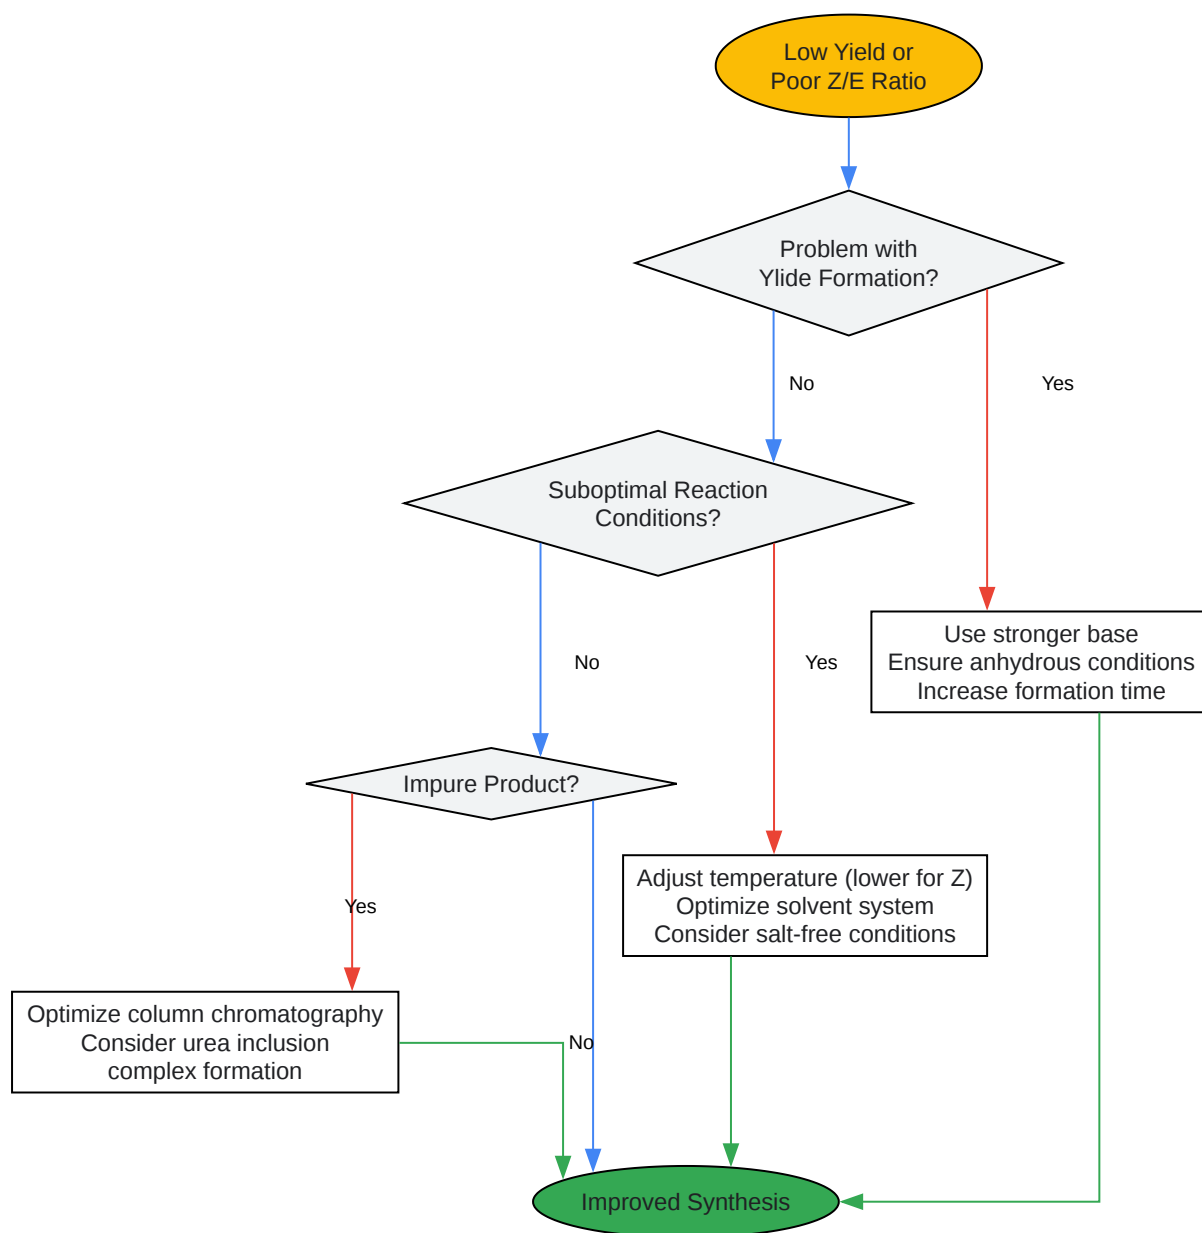 Low Yield or
Poor Z/E Ratio
Problem with
Ylide Formation?
No
Yes
Suboptimal Reaction
Conditions?
Use stronger base
Ensure anhydrous conditions
Increase formation time
No
Yes
Impure Product?
Adjust temperature (lower for Z)
Optimize solvent system
Consider salt-free conditions
Yes
Optimize column chromatography
Consider urea inclusion
complex formation
No
Improved Synthesis